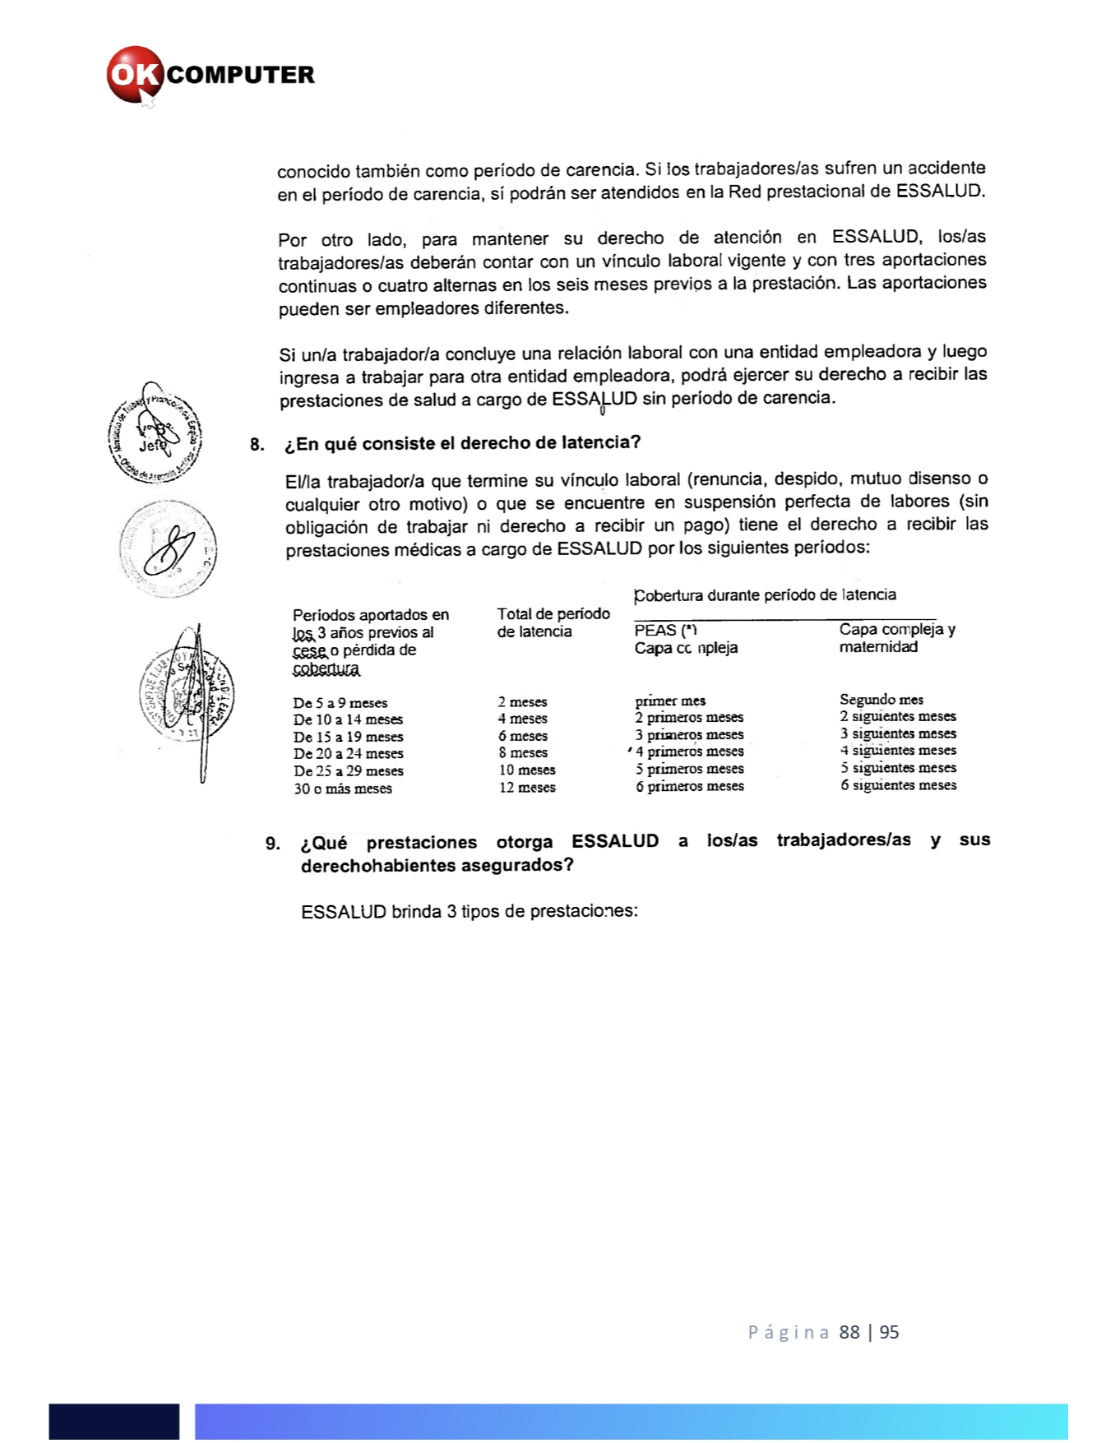 OK COMPUTER
conocido también como período de carencia. Si los trabajadores/as sufren un accidente
en el período de carencia, sí podrán ser atendidos en la Red prestacional de ESSALUD.
Por otro lado, para mantener su derecho de atención en ESSALUD, los/as
trabajadores/as deberán contar con un vínculo laboral vigente y con tres aportaciones
continuas o cuatro alternas en los seis meses previos a la prestación. Las aportaciones
pueden ser empleadores diferentes.
Si un/a trabajador/a concluye una relación laboral con una entidad empleadora y luego
ingresa a trabajar para otra entidad empleadora, podrá ejercer su derecho a recibir las
prestaciones de salud a cargo de ESSALUD sin período de carencia.
Jefe
8. ¿En qué consiste el derecho de latencia?
El/la trabajador/a que termine su vínculo laboral (renuncia, despido, mutuo disenso o
cualquier otro motivo) o que se encuentre en suspensión perfecta de labores (sin
obligación de trabajar ni derecho a recibir un pago) tiene el derecho a recibir las
prestaciones médicas a cargo de ESSALUD por los siguientes períodos:
Cobertura durante período de latencia
Períodos aportados en Total de período
los 3 años previos al de latencia PEAS (*) Capa compleja y
cese o pérdida de Capa compleja maternidad
cobertura
De 5 a 9 meses 2 meses primer mes Segundo mes
De 10 a 14 meses 4 meses 2 primeros meses 2 siguientes meses
De 15 a 19 meses 6 meses 3 primeros meses 3 siguientes meses
De 20 a 24 meses 8 meses 4 primeros meses 4 siguientes meses
De 25 a 29 meses 10 meses 5 primeros meses 5 siguientes meses
30 o más meses 12 meses 6 primeros meses 6 siguientes meses
9. ¿Qué prestaciones otorga ESSALUD a los/as trabajadores/as y sus
derechohabientes asegurados?
ESSALUD brinda 3 tipos de prestaciones:
Página 88 | 95